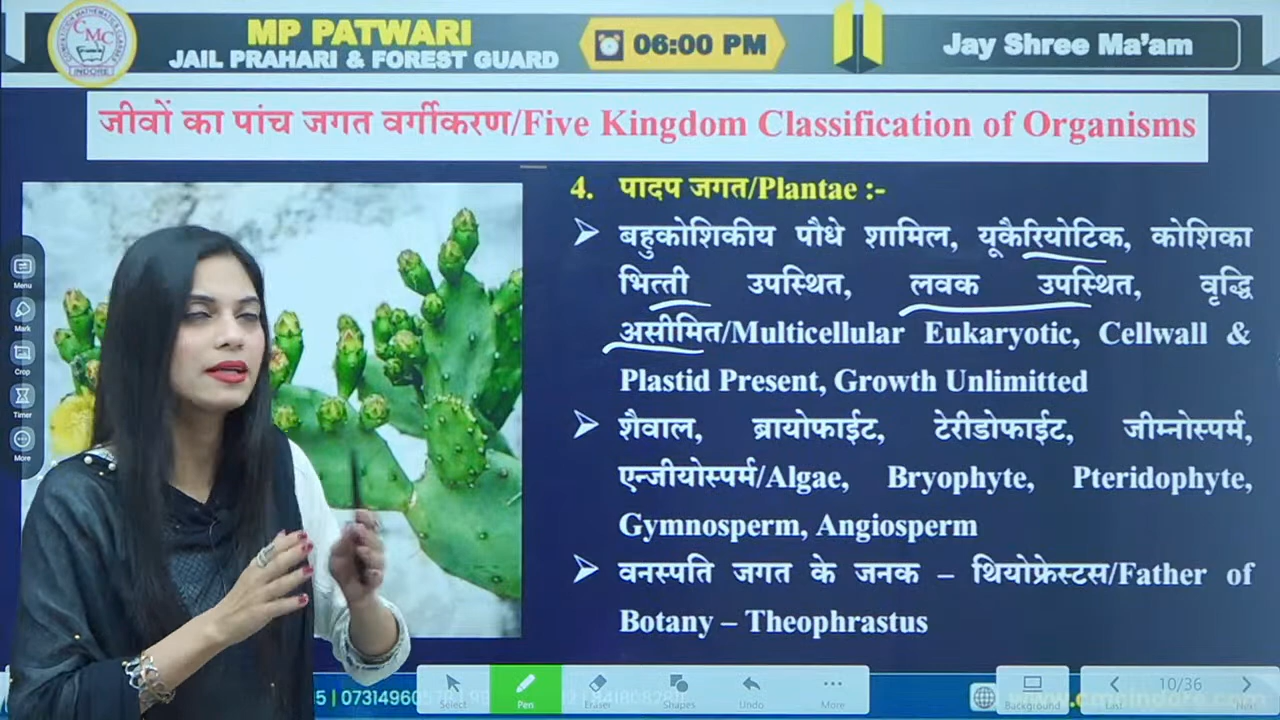 MP PATWARI
JAIL PRAHARI & FOREST GUARD
06:00 PM
Jay Shree Ma'am
CMC
INDORE
जीवों का पांच जगत वर्गीकरण/Five Kingdom Classification of Organisms
4. पादप जगत/Plantae :-
➢ बहुकोशिकीय पौधे शामिल, यूकैरियोटिक, कोशिका
भित्ती उपस्थित, लवक उपस्थित, वृद्धि
असीमित/Multicellular Eukaryotic, Cellwall &
Plastid Present, Growth Unlimitted
➢ शैवाल, ब्रायोफाईट, टेरीडोफाईट, जीम्नोस्पर्म,
एन्जीयोस्पर्म/Algae, Bryophyte, Pteridophyte,
Gymnosperm, Angiosperm
➢ वनस्पति जगत के जनक – थियोफ्रेस्टस/Father of
Botany – Theophrastus
Menu
Mark
Crop
Timer
More
Select
Pen
Eraser
Shapes
Undo
More
Background
Last
10/36
Next